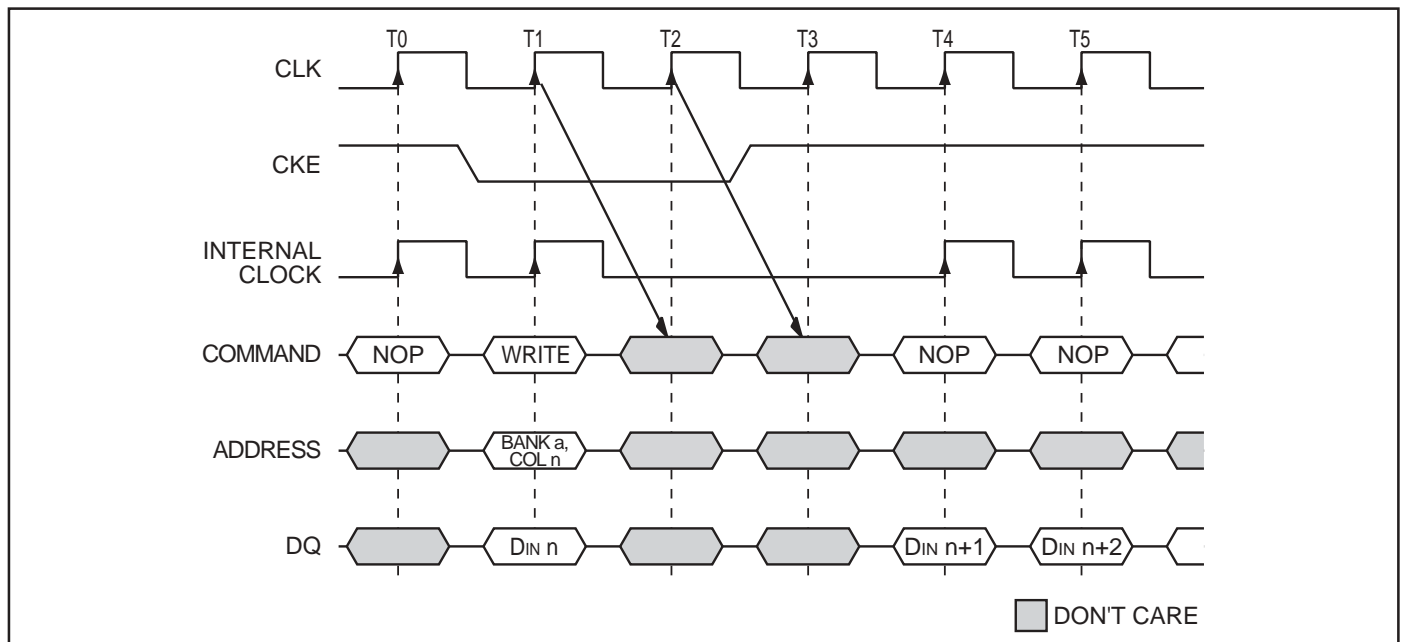 T0 T1 T2 T3 T4 T5
CLK
CKE
INTERNAL
CLOCK
COMMAND NOP WRITE NOP NOP
ADDRESS BANK a,
COL n
DQ DIN n DIN n+1 DIN n+2
DON'T CARE